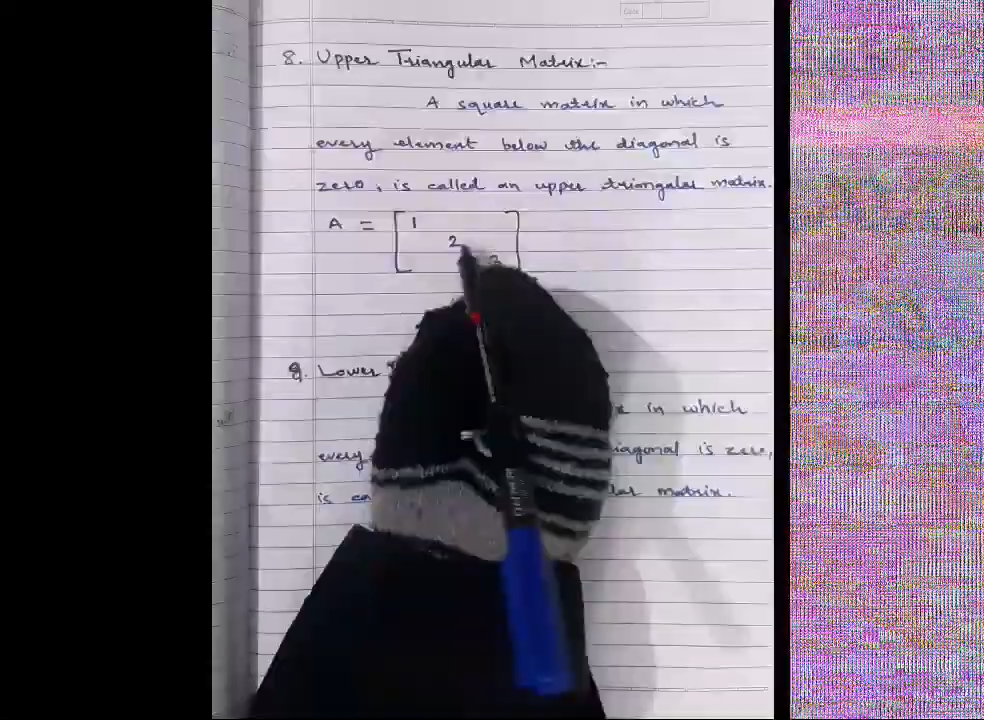 8. Upper Triangular Matrix:-
A square matrix in which
every element below the diagonal is
zero, is called an upper triangular matrix.
A = [1
2
3]
9. Lower
in which
every diagonal is zero,
is matrix.